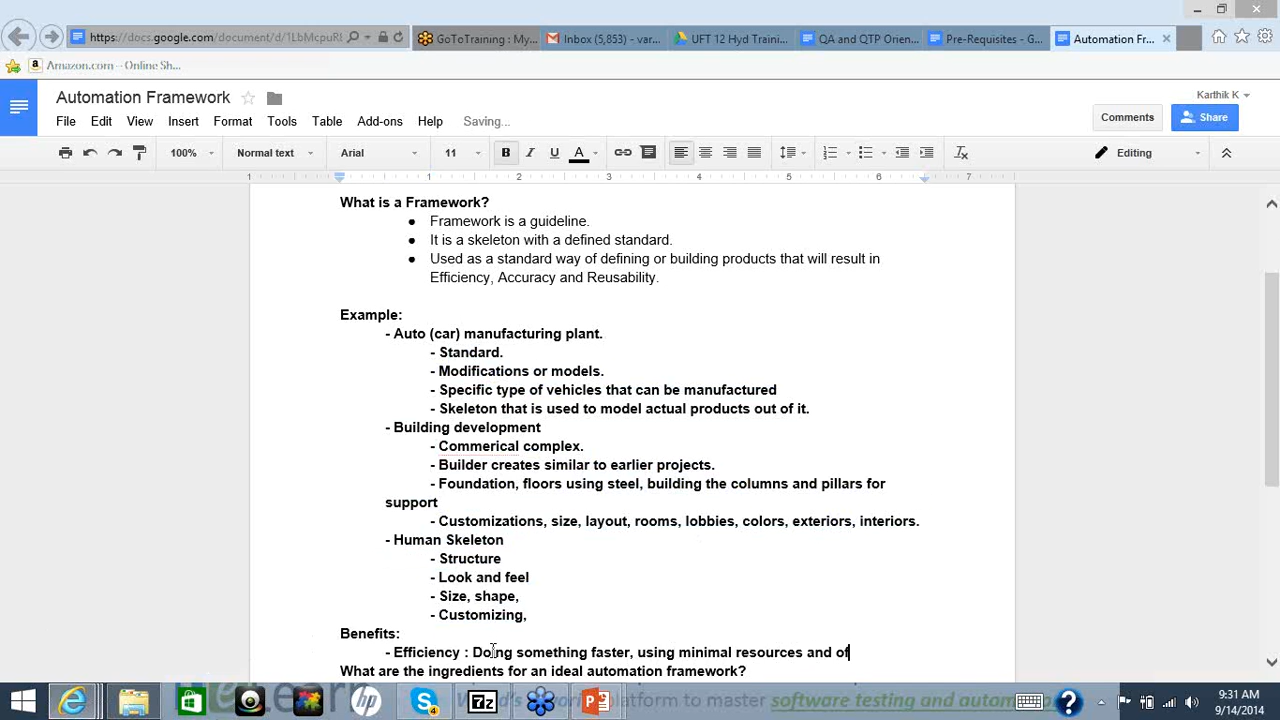 https://docs.google.com/document/d/1LbMcpuRl
GoToTraining : My...
Inbox (5,853) - var...
UFT 12 Hyd Traini...
QA and QTP Orien...
Pre-Requisites - G...
Automation Fr...
Amazon.com – Online Sh...
Automation Framework
Karthik K
File Edit View Insert Format Tools Table Add-ons Help Saving...
Comments
Share
100% Normal text Arial 11 B I U A Editing
1 1 2 3 4 5 6 7
What is a Framework?
● Framework is a guideline.
● It is a skeleton with a defined standard.
● Used as a standard way of defining or building products that will result in
Efficiency, Accuracy and Reusability.
Example:
- Auto (car) manufacturing plant.
- Standard.
- Modifications or models.
- Specific type of vehicles that can be manufactured
- Skeleton that is used to model actual products out of it.
- Building development
- Commerical complex.
- Builder creates similar to earlier projects.
- Foundation, floors using steel, building the columns and pillars for
support
- Customizations, size, layout, rooms, lobbies, colors, exteriors, interiors.
- Human Skeleton
- Structure
- Look and feel
- Size, shape,
- Customizing,
Benefits:
- Efficiency : Doing something faster, using minimal resources and of
What are the ingredients for an ideal automation framework?
platform to master software testing and autom
9:31 AM
9/14/2014